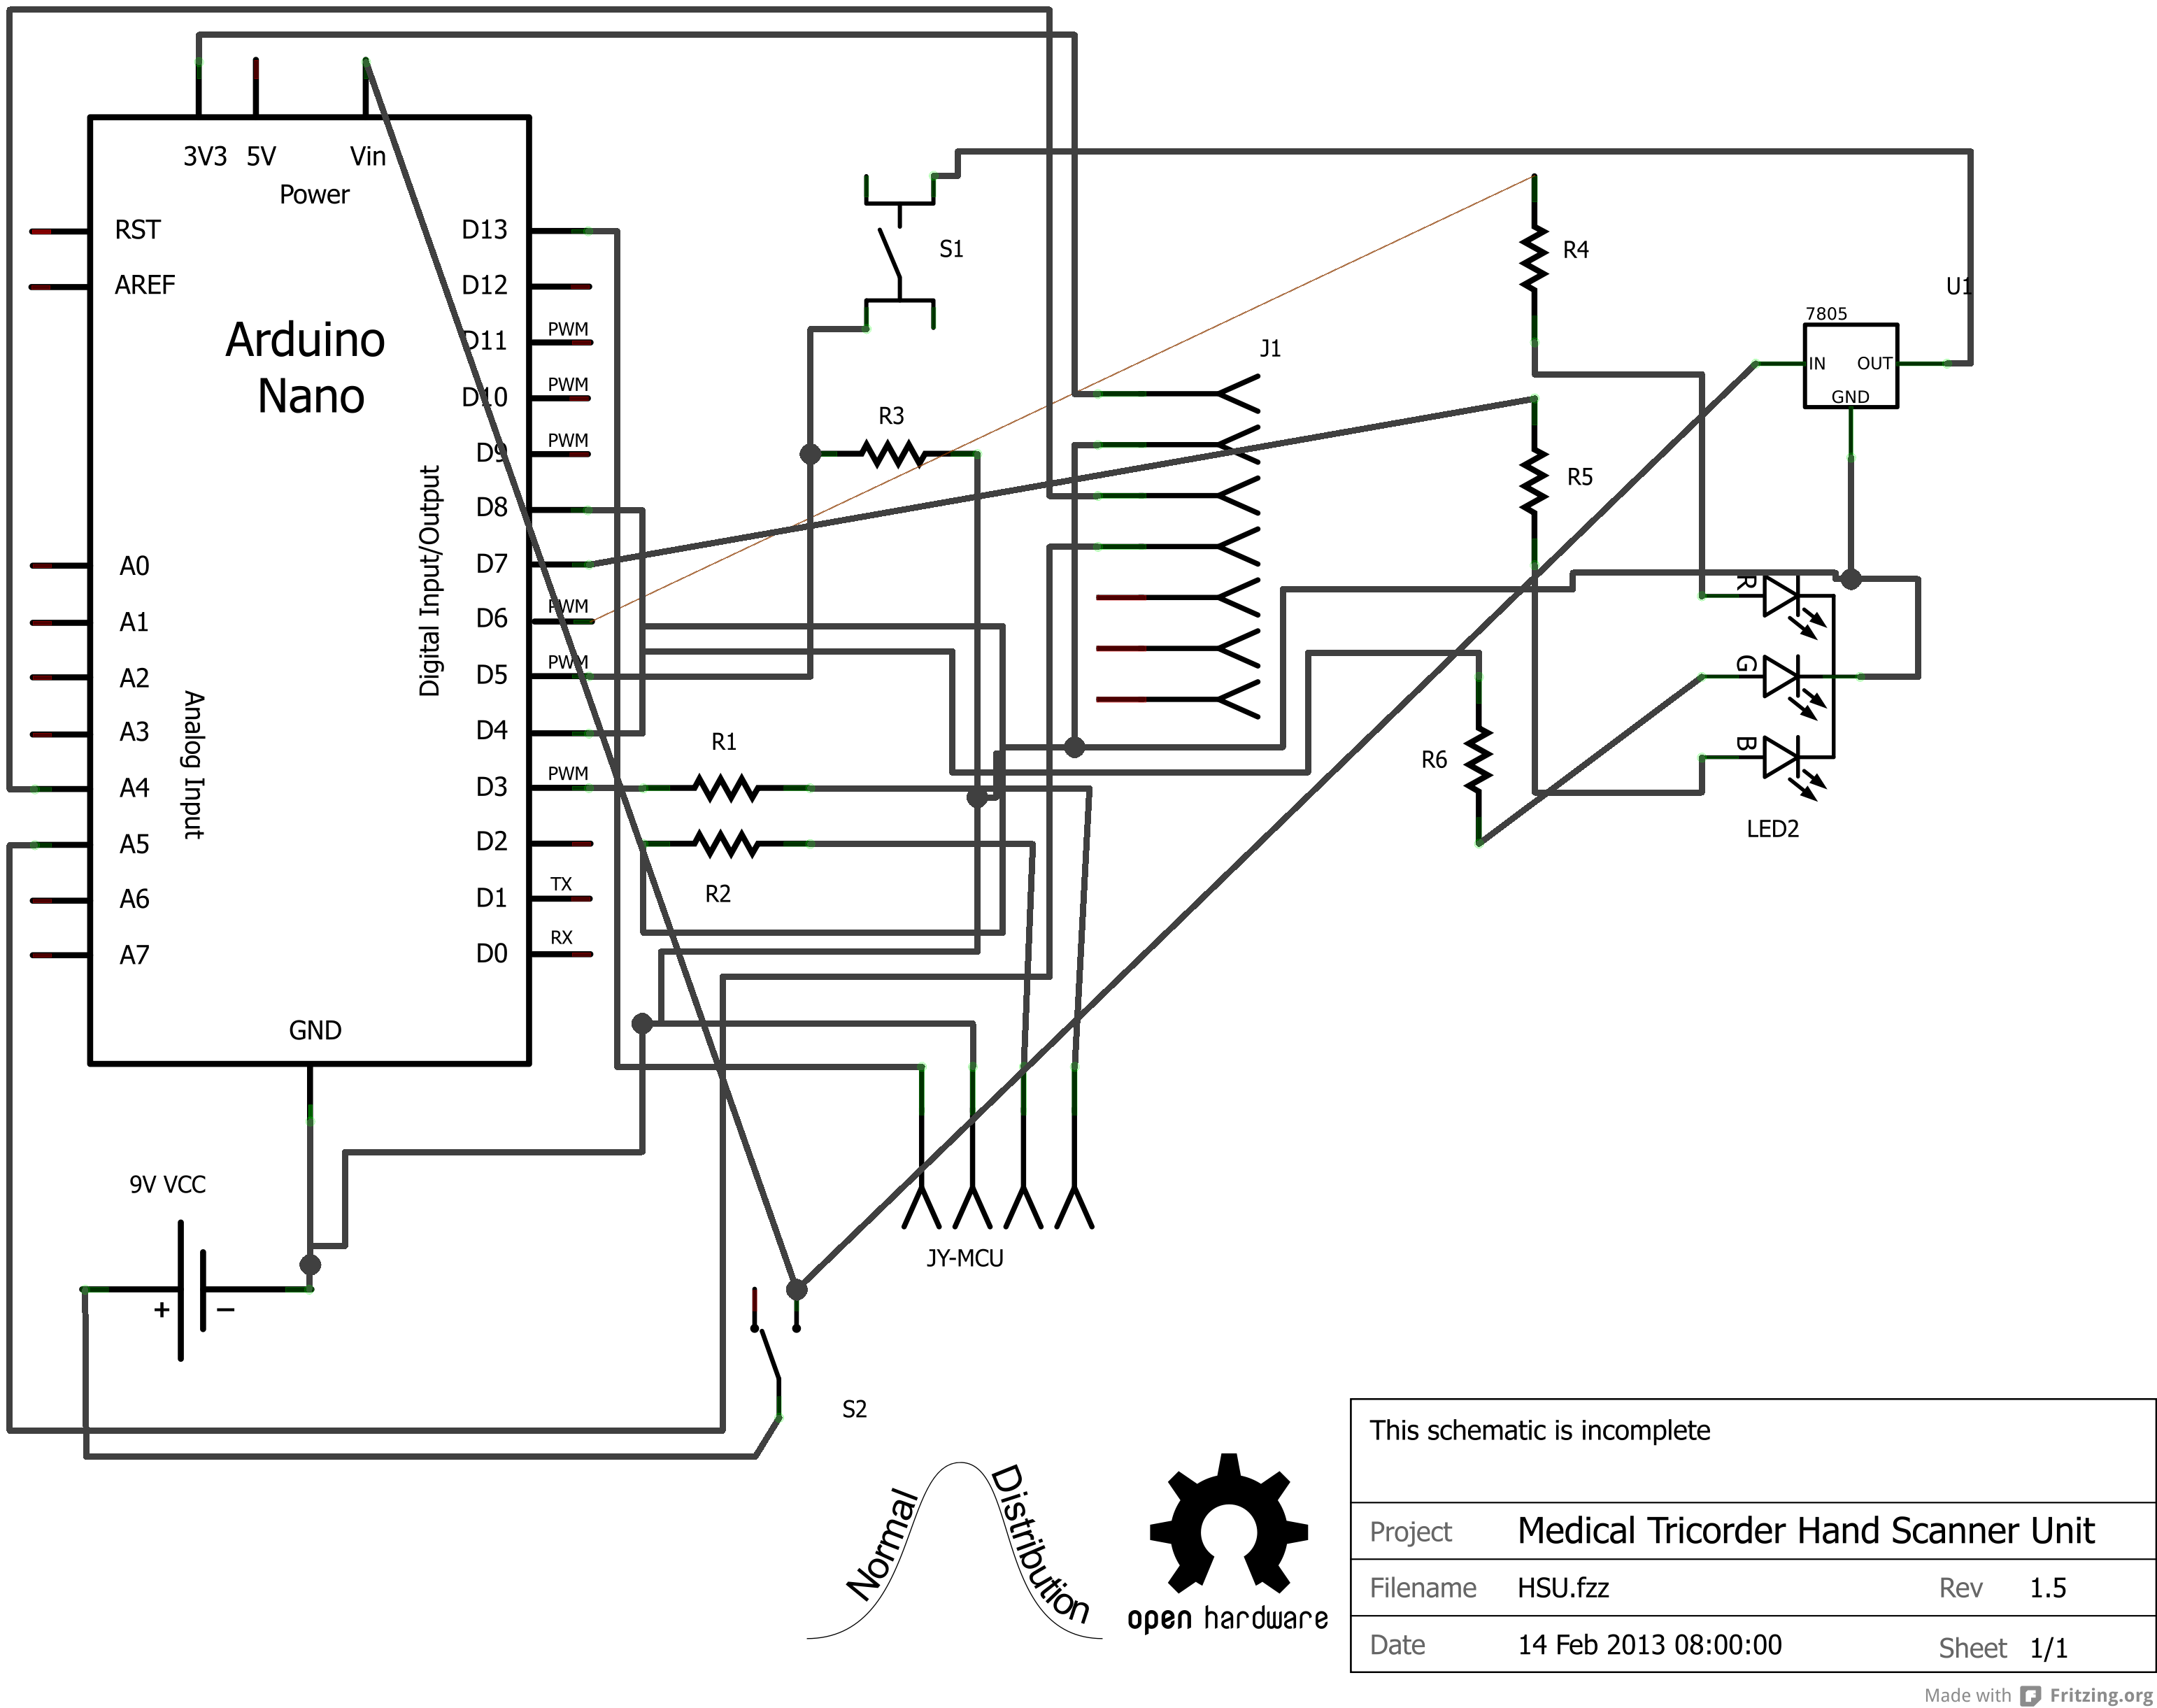 3V3 5V Vin
Power
RST
AREF
Arduino
Nano
A0
A1
A2
A3
A4
A5
A6
A7
Analog Input
Digital Input/Output
D13
D12
D11 PWM
D10 PWM
D9 PWM
D8
D7
D6 PWM
D5 PWM
D4
D3 PWM
D2
D1 TX
D0 RX
GND
9V VCC
+ −
S1
R3
R1
R2
J1
R4
R5
R6
U1
7805
IN OUT
GND
R
G
B
LED2
JY-MCU
S2
Normal Distribution
open hardware
This schematic is incomplete
Project Medical Tricorder Hand Scanner Unit
Filename HSU.fzz Rev 1.5
Date 14 Feb 2013 08:00:00 Sheet 1/1
Made with Fritzing.org